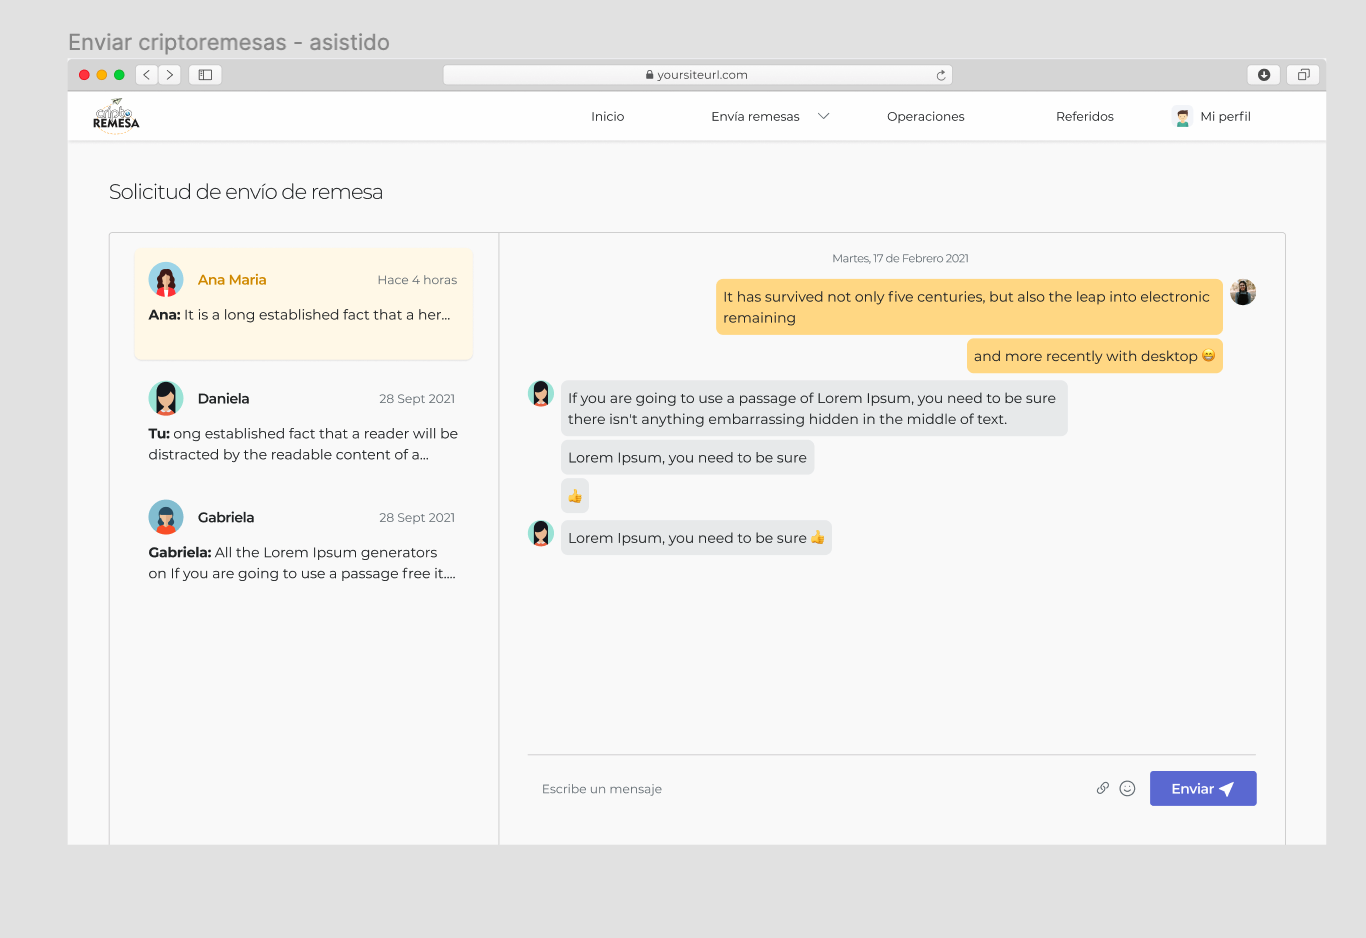 Enviar criptoremesas - asistido
yoursiteurl.com
cripto
REMESA
Inicio
Envía remesas
Operaciones
Referidos
Mi perfil
Solicitud de envío de remesa
Ana Maria
Hace 4 horas
Ana: It is a long established fact that a her...
Daniela
28 Sept 2021
Tu: ong established fact that a reader will be
distracted by the readable content of a...
Gabriela
28 Sept 2021
Gabriela: All the Lorem Ipsum generators
on If you are going to use a passage free it....
Martes, 17 de Febrero 2021
It has survived not only five centuries, but also the leap into electronic
remaining
and more recently with desktop 😁
If you are going to use a passage of Lorem Ipsum, you need to be sure
there isn't anything embarrassing hidden in the middle of text.
Lorem Ipsum, you need to be sure
👍
Lorem Ipsum, you need to be sure 👍
Escribe un mensaje
Enviar